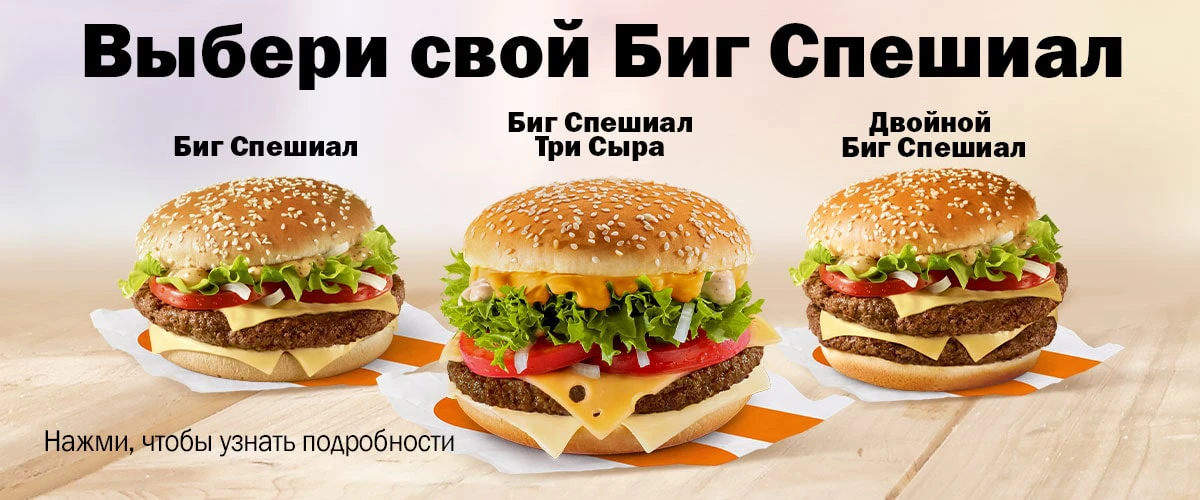 Выбери свой Биг Спешиал
Биг Спешиал
Биг Спешиал
Три Сыра
Двойной
Биг Спешиал
Нажми, чтобы узнать подробности